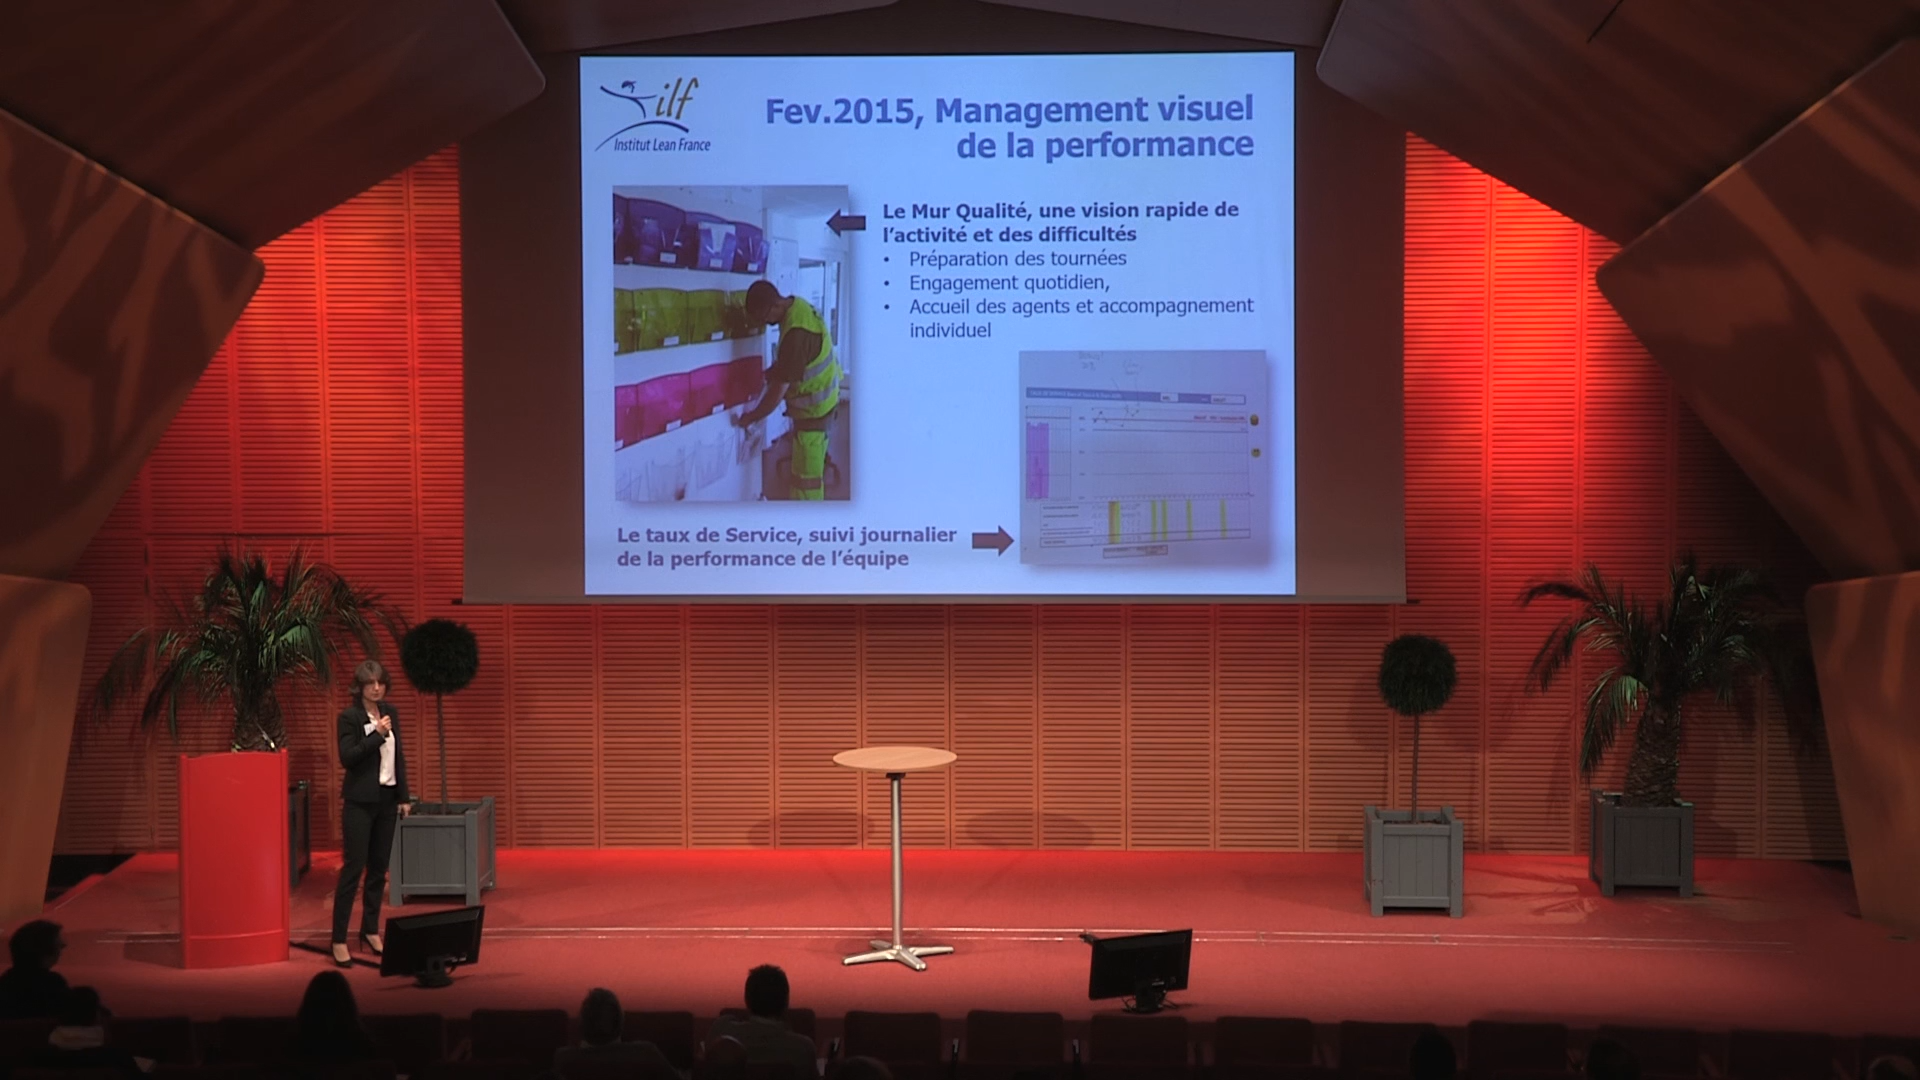 ilf
Institut Lean France
Fev.2015, Management visuel
de la performance
Le Mur Qualité, une vision rapide de
l'activité et des difficultés
• Préparation des tournées
• Engagement quotidien,
• Accueil des agents et accompagnement
individuel
Le taux de Service, suivi journalier
de la performance de l'équipe